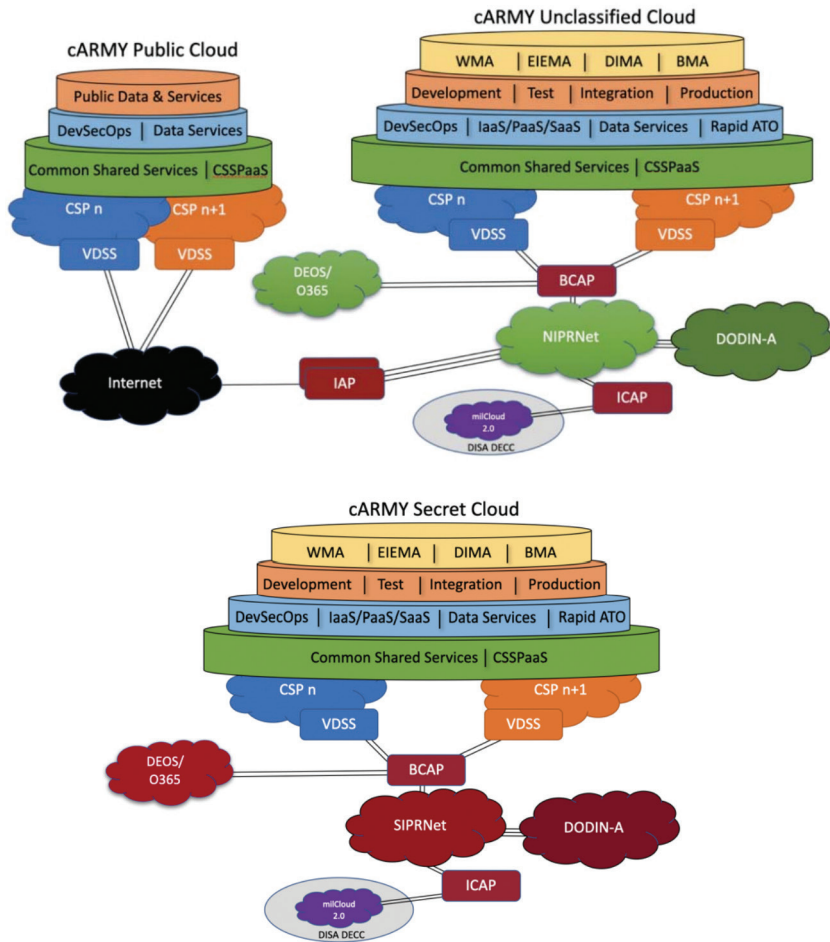 cARMY Public Cloud
Public Data & Services
DevSecOps | Data Services
Common Shared Services | CSSPaaS
CSP n
CSP n+1
VDSS
VDSS
Internet
IAP
cARMY Unclassified Cloud
WMA | EIEMA | DIMA | BMA
Development | Test | Integration | Production
DevSecOps | IaaS/PaaS/SaaS | Data Services | Rapid ATO
Common Shared Services | CSSPaaS
CSP n
CSP n+1
VDSS
VDSS
BCAP
DEOS/
O365
NIPRNet
DODIN-A
ICAP
milCloud
2.0
DISA DECC
cARMY Secret Cloud
WMA | EIEMA | DIMA | BMA
Development | Test | Integration | Production
DevSecOps | IaaS/PaaS/SaaS | Data Services | Rapid ATO
Common Shared Services | CSSPaaS
CSP n
CSP n+1
VDSS
VDSS
BCAP
DEOS/
O365
SIPRNet
DODIN-A
ICAP
milCloud
2.0
DISA DECC